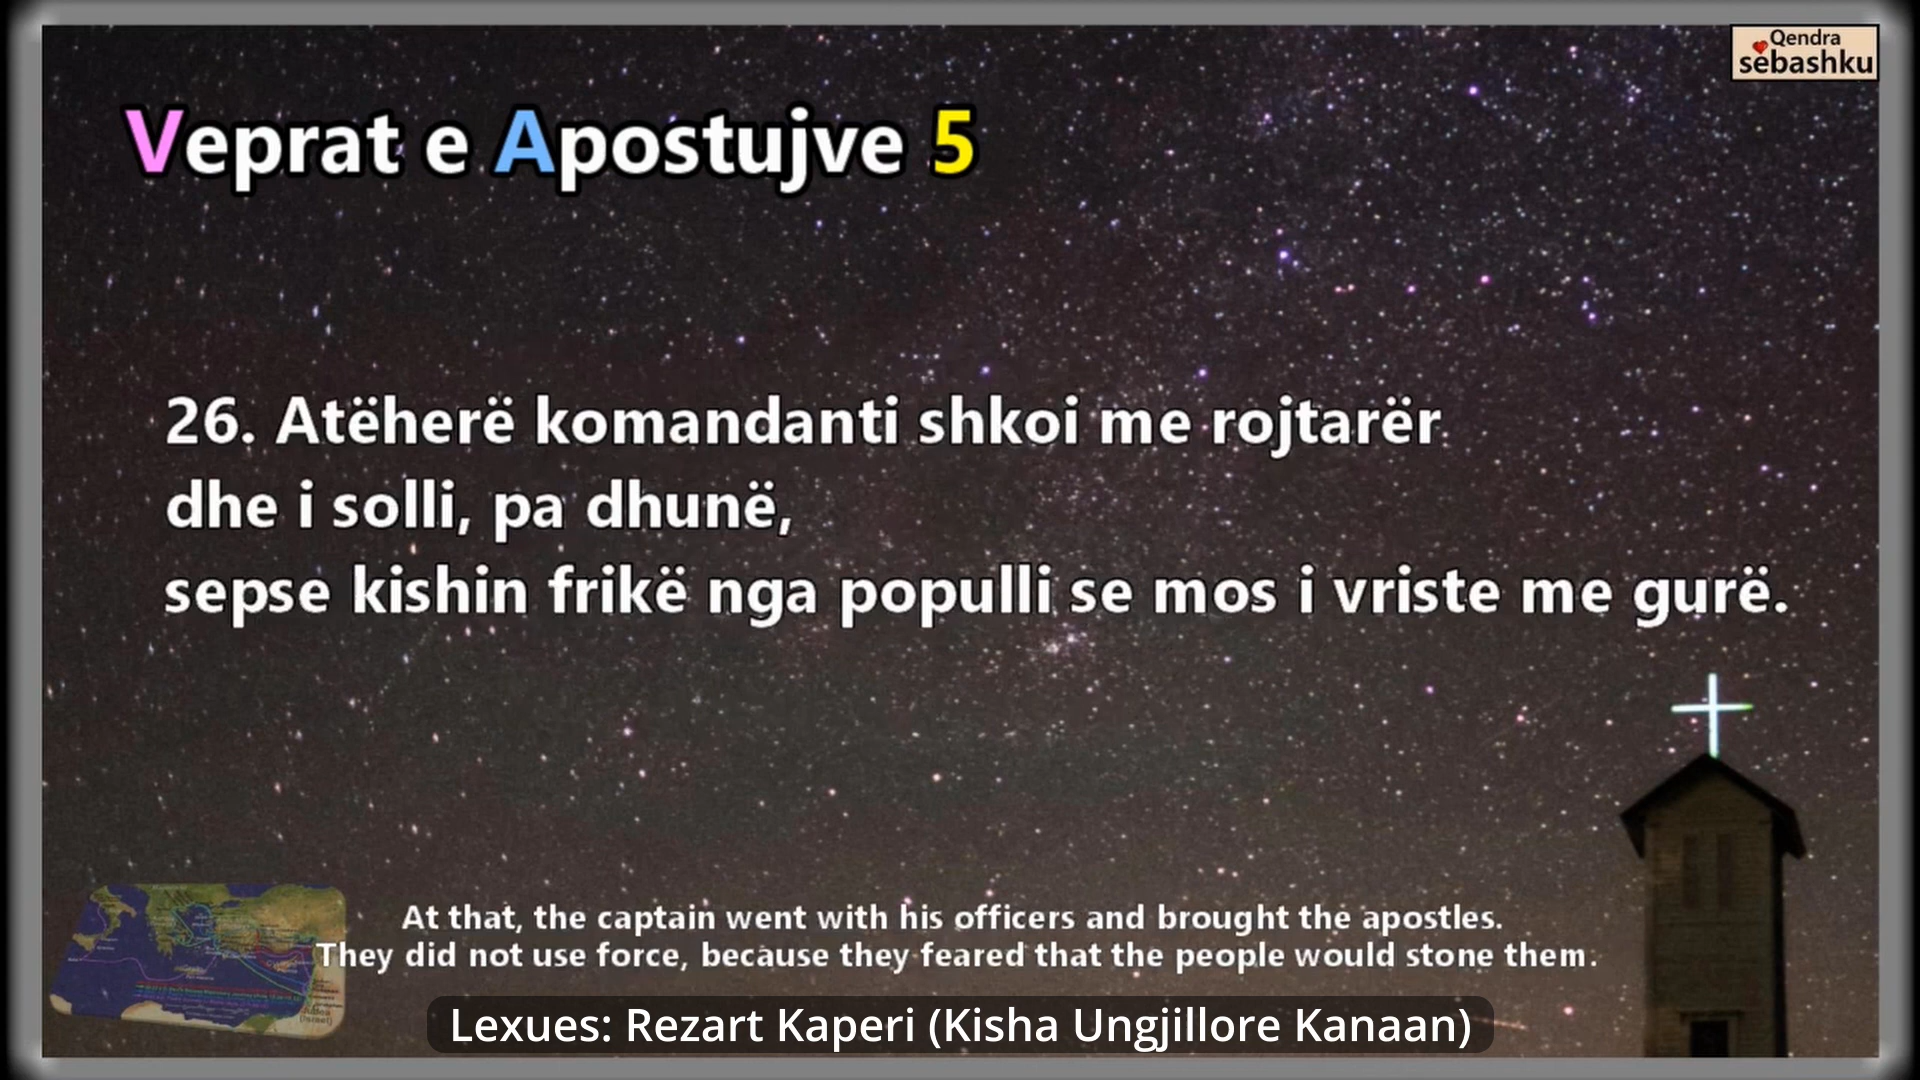 Qendra
sebashku
Veprat e Apostujve 5
26. Atëherë komandanti shkoi me rojtarër
dhe i solli, pa dhunë,
sepse kishin frikë nga populli se mos i vriste me gurë.
At that, the captain went with his officers and brought the apostles.
They did not use force, because they feared that the people would stone them.
Lexues: Rezart Kaperi (Kisha Ungjillore Kanaan)